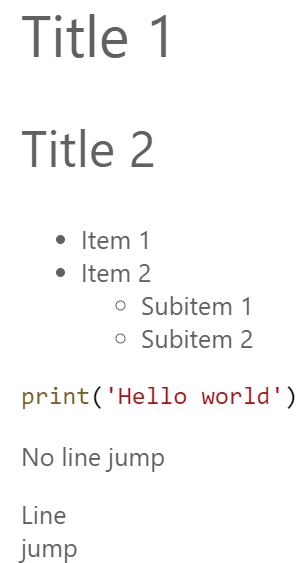 Title 1
Title 2
Item 1
Item 2
Subitem 1
Subitem 2
print('Hello world')
No line jump
Line
jump